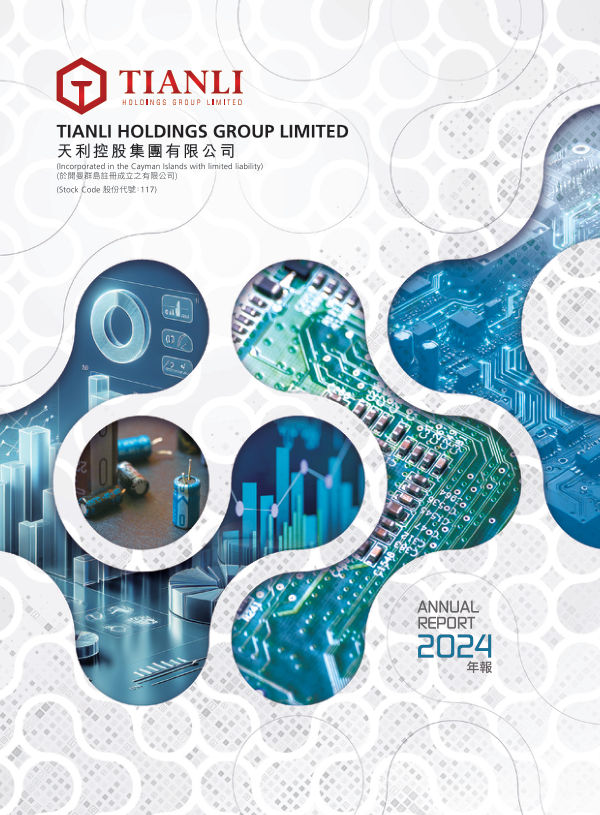 TIANLI
HOLDINGS GROUP LIMITED
TIANLI HOLDINGS GROUP LIMITED
天利控股集團有限公司
(Incorporated in the Cayman Islands with limited liability)
(於開曼群島註冊成立之有限公司)
(Stock Code 股份代號：117)
ANNUAL
REPORT
2024
年報